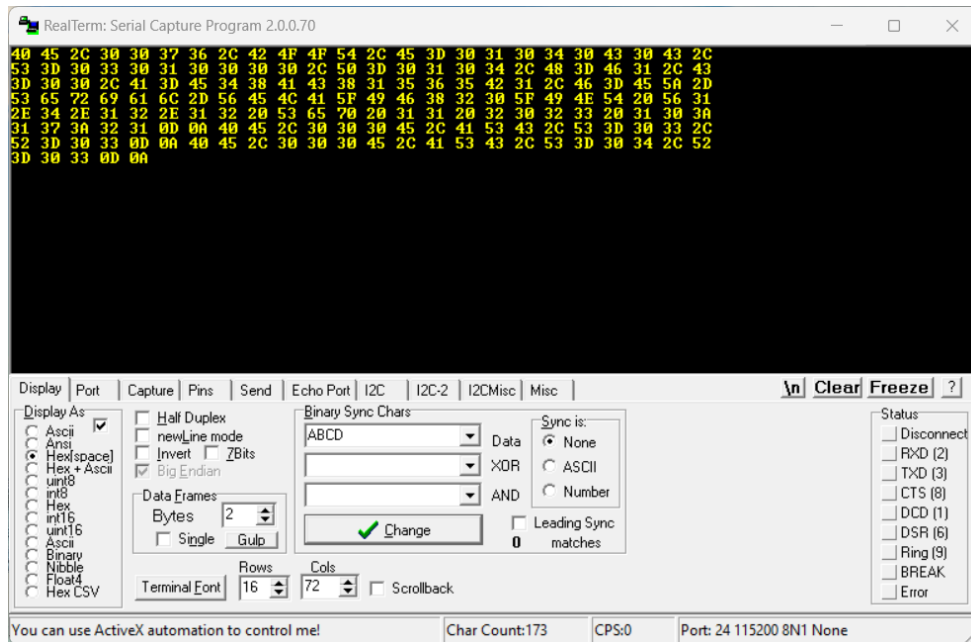 RealTerm: Serial Capture Program 2.0.0.70
40 45 2C 30 30 37 36 2C 42 4F 4F 54 2C 45 3D 30 31 30 34 30 43 30 43 2C
53 3D 30 33 30 31 30 30 30 30 2C 50 3D 30 31 30 34 2C 48 3D 46 31 2C 43
3D 30 30 2C 41 3D 45 34 38 41 43 38 31 35 36 35 42 31 2C 46 3D 45 5A 2D
53 65 72 69 61 6C 2D 56 45 4C 41 5F 49 46 38 32 30 5F 49 4E 54 20 56 31
2E 34 2E 31 32 2E 31 32 20 53 65 70 20 31 31 20 32 30 32 33 20 31 30 3A
31 37 3A 32 31 0D 0A 40 45 2C 30 30 30 45 2C 41 53 43 2C 53 3D 30 33 2C
52 3D 30 33 0D 0A 40 45 2C 30 30 30 45 2C 41 53 43 2C 53 3D 30 34 2C 52
3D 30 33 0D 0A
Display Port Capture Pins Send Echo Port I2C I2C-2 I2CMisc Misc \n Clear Freeze ?
Display As
Ascii
Ansi
Hex[space]
Hex + Ascii
uint8
int8
Hex
int16
uint16
Ascii
Binary
Nibble
Float4
Hex CSV
Half Duplex
newLine mode
Invert 7Bits
Big Endian
Data Frames
Bytes 2
Single Gulp
Binary Sync Chars
ABCD Data
XOR
AND
Change
Sync is:
None
ASCII
Number
Leading Sync
0 matches
Terminal Font
Rows
16
Cols
72
Scrollback
Status
Disconnect
RXD (2)
TXD (3)
CTS (8)
DCD (1)
DSR (6)
Ring (9)
BREAK
Error
You can use ActiveX automation to control me! Char Count:173 CPS:0 Port: 24 115200 8N1 None